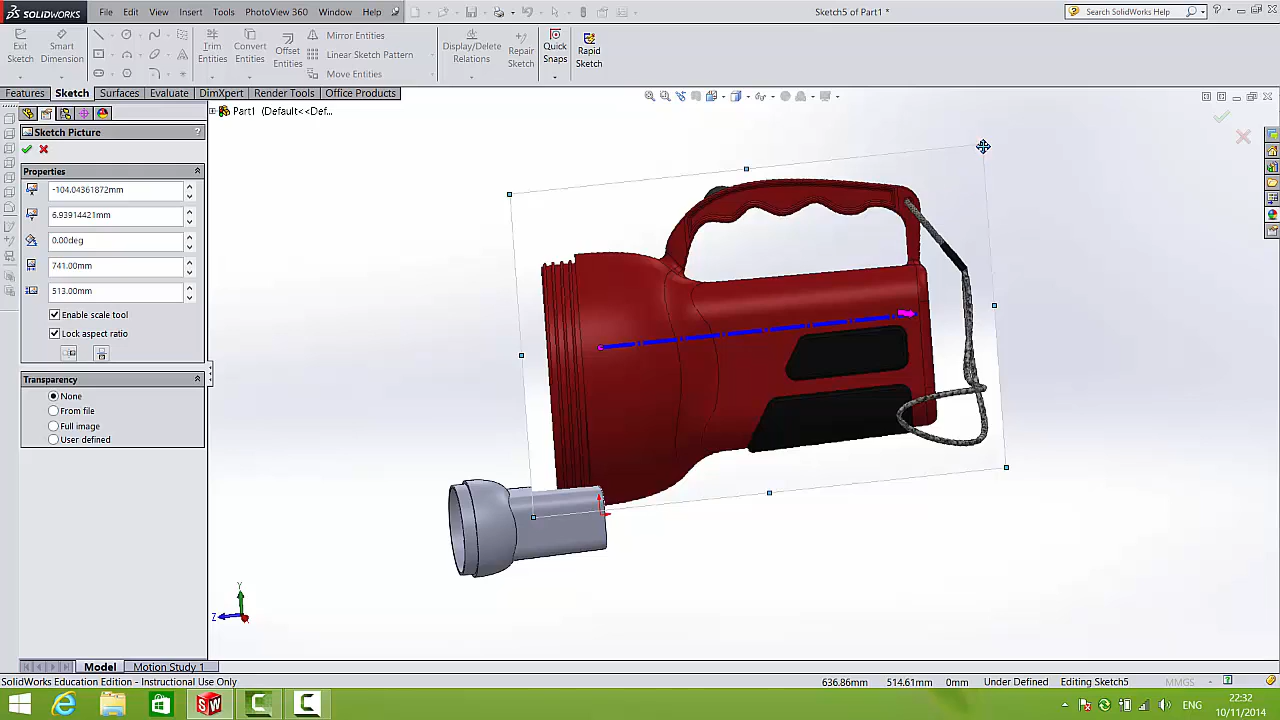 SOLIDWORKS File Edit View Insert Tools PhotoView 360 Window Help Sketch5 of Part1 * Search SolidWorks Help
Exit Sketch Smart Dimension Trim Entities Convert Entities Offset Entities Mirror Entities Display/Delete Relations Repair Sketch Quick Snaps Rapid Sketch
Linear Sketch Pattern
Move Entities
Features Sketch Surfaces Evaluate DimXpert Render Tools Office Products
Part1 (Default<<Def...
Sketch Picture ?
Properties
-104.04361872mm
6.93914421mm
0.00deg
741.00mm
513.00mm
Enable scale tool
Lock aspect ratio
Transparency
None
From file
Full image
User defined
Y
Z
Model Motion Study 1
SolidWorks Education Edition - Instructional Use Only 636.86mm 514.61mm 0mm Under Defined Editing Sketch5 MMGS
ENG 22:32
10/11/2014